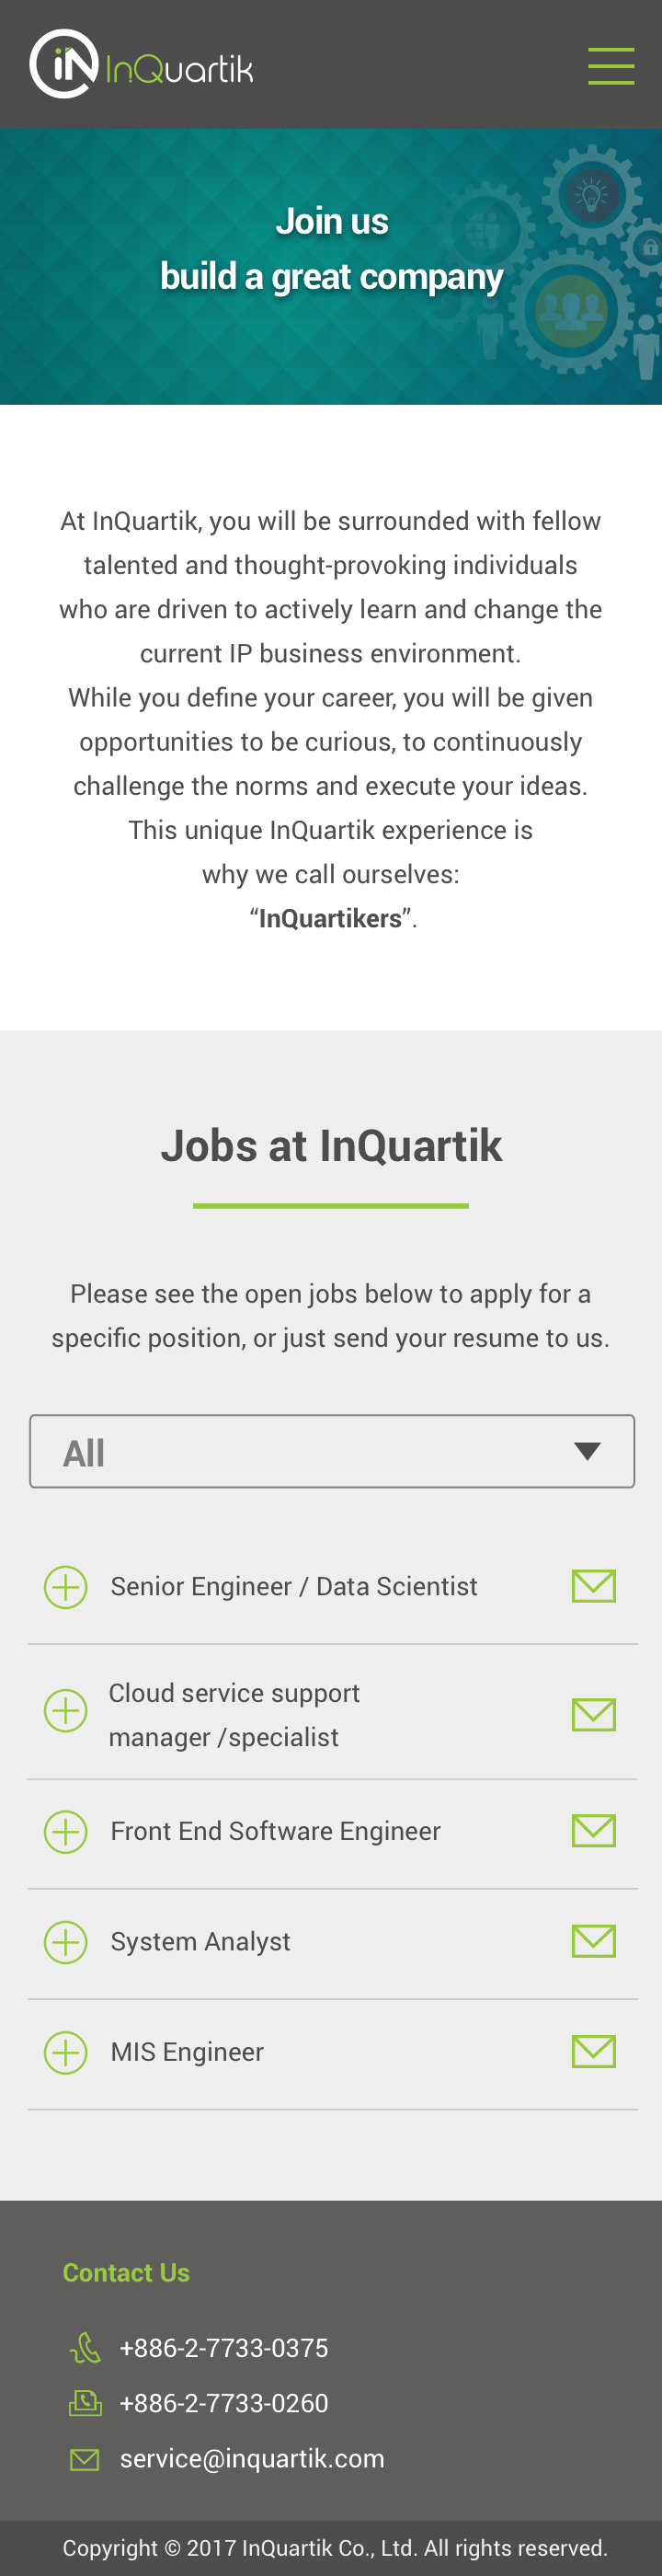 iN InQuartik
Join us
build a great company
At InQuartik, you will be surrounded with fellow
talented and thought-provoking individuals
who are driven to actively learn and change the
current IP business environment.
While you define your career, you will be given
opportunities to be curious, to continuously
challenge the norms and execute your ideas.
This unique InQuartik experience is
why we call ourselves:
“InQuartikers”.
Jobs at InQuartik
Please see the open jobs below to apply for a
specific position, or just send your resume to us.
All
Senior Engineer / Data Scientist
Cloud service support
manager /specialist
Front End Software Engineer
System Analyst
MIS Engineer
Contact Us
+886-2-7733-0375
+886-2-7733-0260
service@inquartik.com
Copyright © 2017 InQuartik Co., Ltd. All rights reserved.